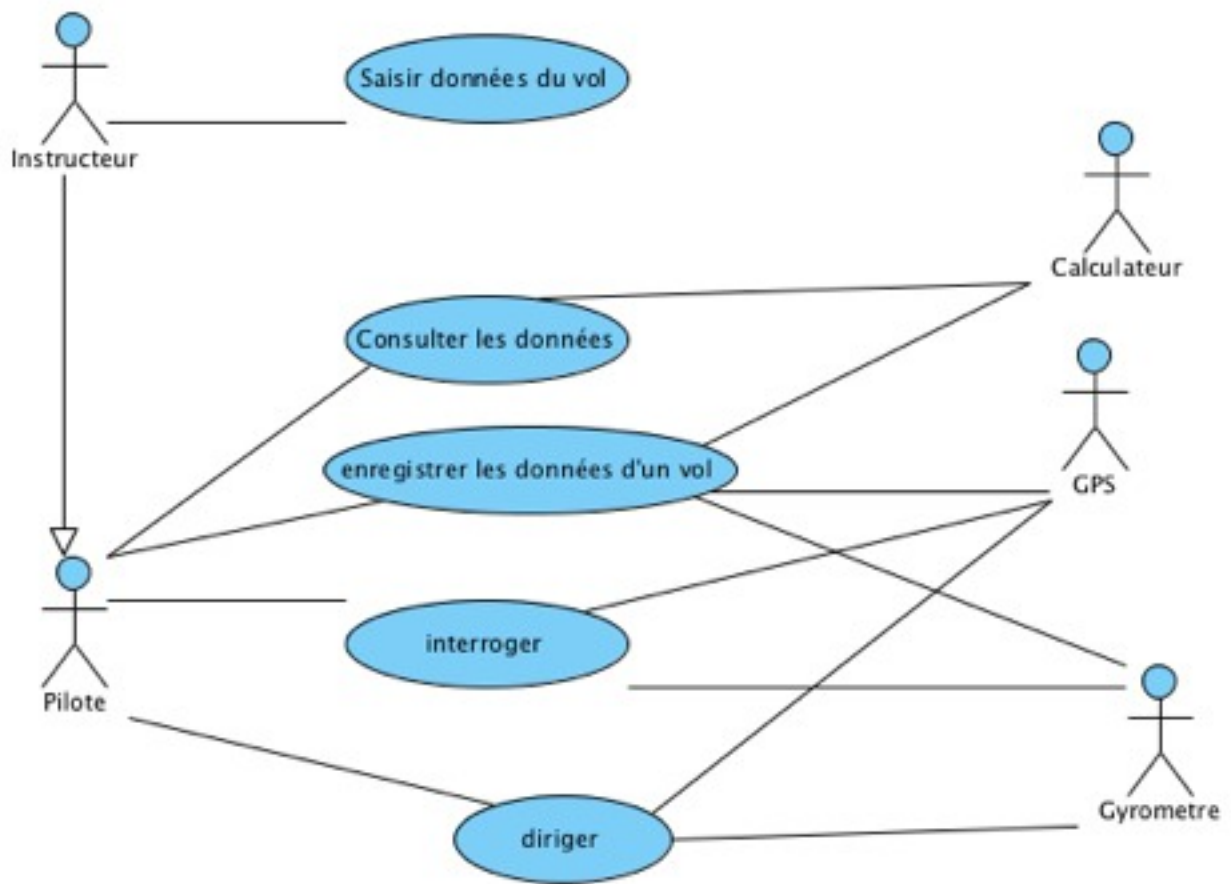 Saisir données du vol
Instructeur
Calculateur
Consulter les données
enregistrer les données d'un vol
GPS
interroger
Pilote
Gyrometre
diriger